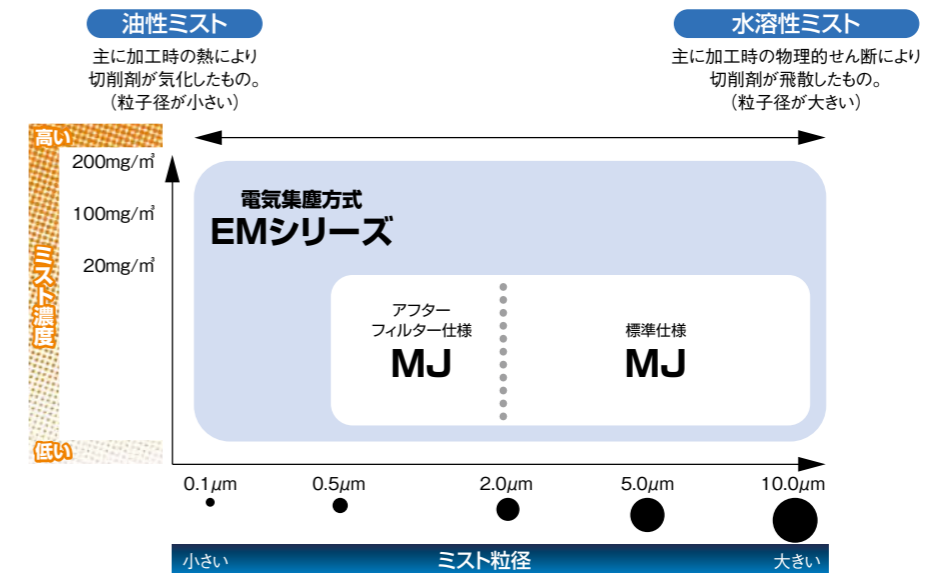 油性ミスト
主に加工時の熱により
切削剤が気化したもの。
（粒子径が小さい）
水溶性ミスト
主に加工時の物理的せん断により
切削剤が飛散したもの。
（粒子径が大きい）
高い
ミスト濃度
低い
200mg/㎥
100mg/㎥
20mg/㎥
電気集塵方式
EMシリーズ
アフター
フィルター仕様
MJ
標準仕様
MJ
0.1μm
0.5μm
2.0μm
5.0μm
10.0μm
小さい
ミスト粒径
大きい